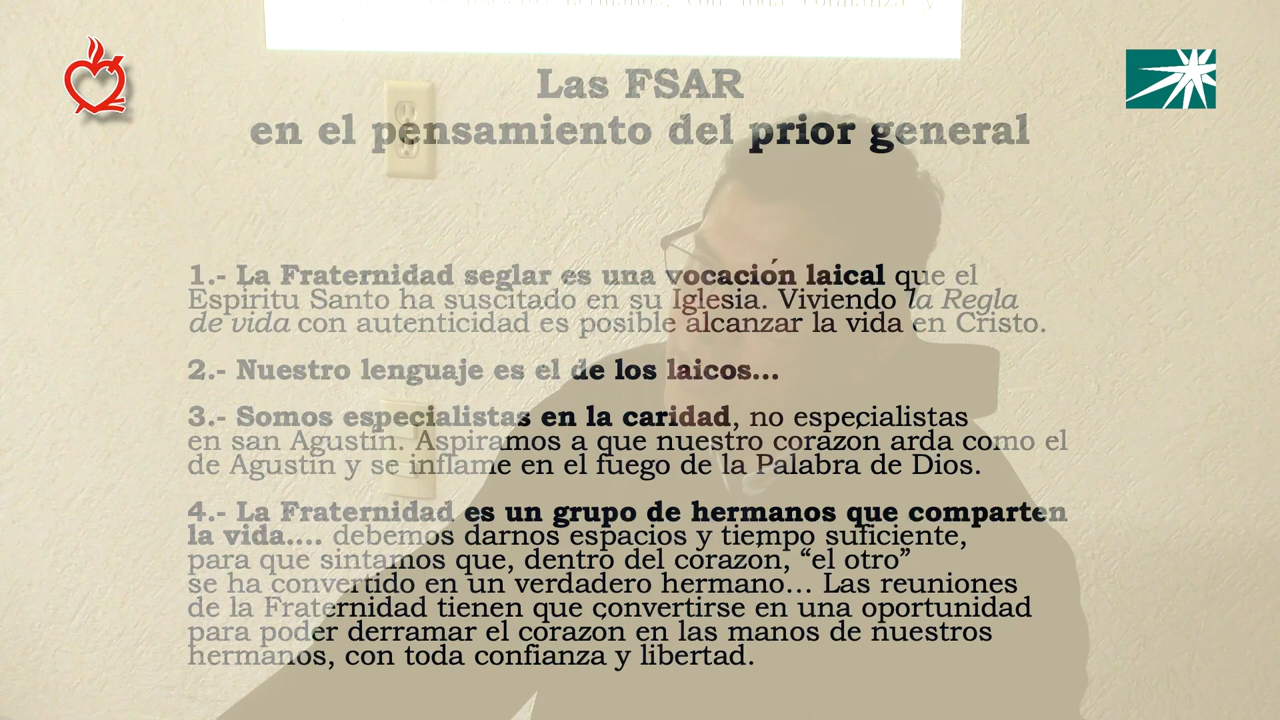 hermanos, con toda confianza y
Las FSAR
en el pensamiento del prior general
1.- La Fraternidad seglar es una vocación laical que el
Espíritu Santo ha suscitado en su Iglesia. Viviendo la Regla
de vida con autenticidad es posible alcanzar la vida en Cristo.
2.- Nuestro lenguaje es el de los laicos...
3.- Somos especialistas en la caridad, no especialistas
en san Agustín. Aspiramos a que nuestro corazón arda como el
de Agustín y se inflame en el fuego de la Palabra de Dios.
4.- La Fraternidad es un grupo de hermanos que comparten
la vida.... debemos darnos espacios y tiempo suficiente,
para que sintamos que, dentro del corazón, “el otro”
se ha convertido en un verdadero hermano... Las reuniones
de la Fraternidad tienen que convertirse en una oportunidad
para poder derramar el corazón en las manos de nuestros
hermanos, con toda confianza y libertad.